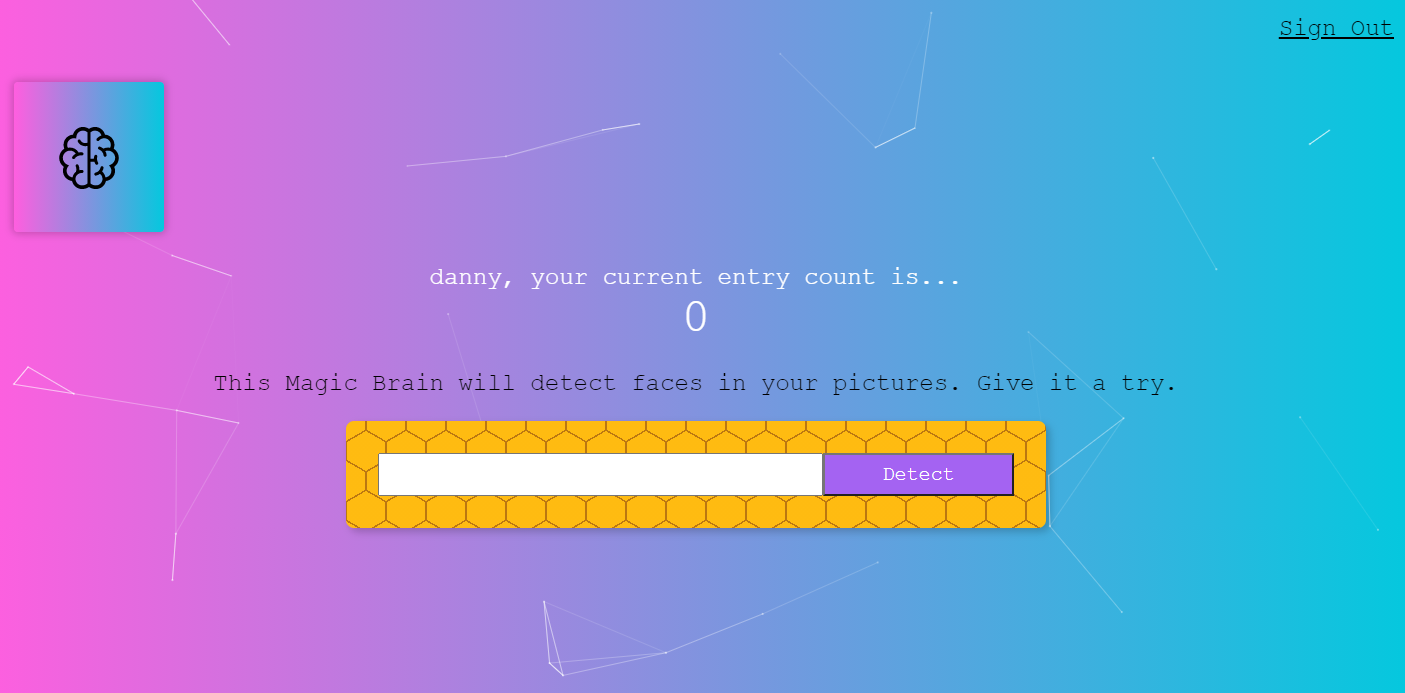 Sign Out
danny, your current entry count is...
0
This Magic Brain will detect faces in your pictures. Give it a try.
Detect